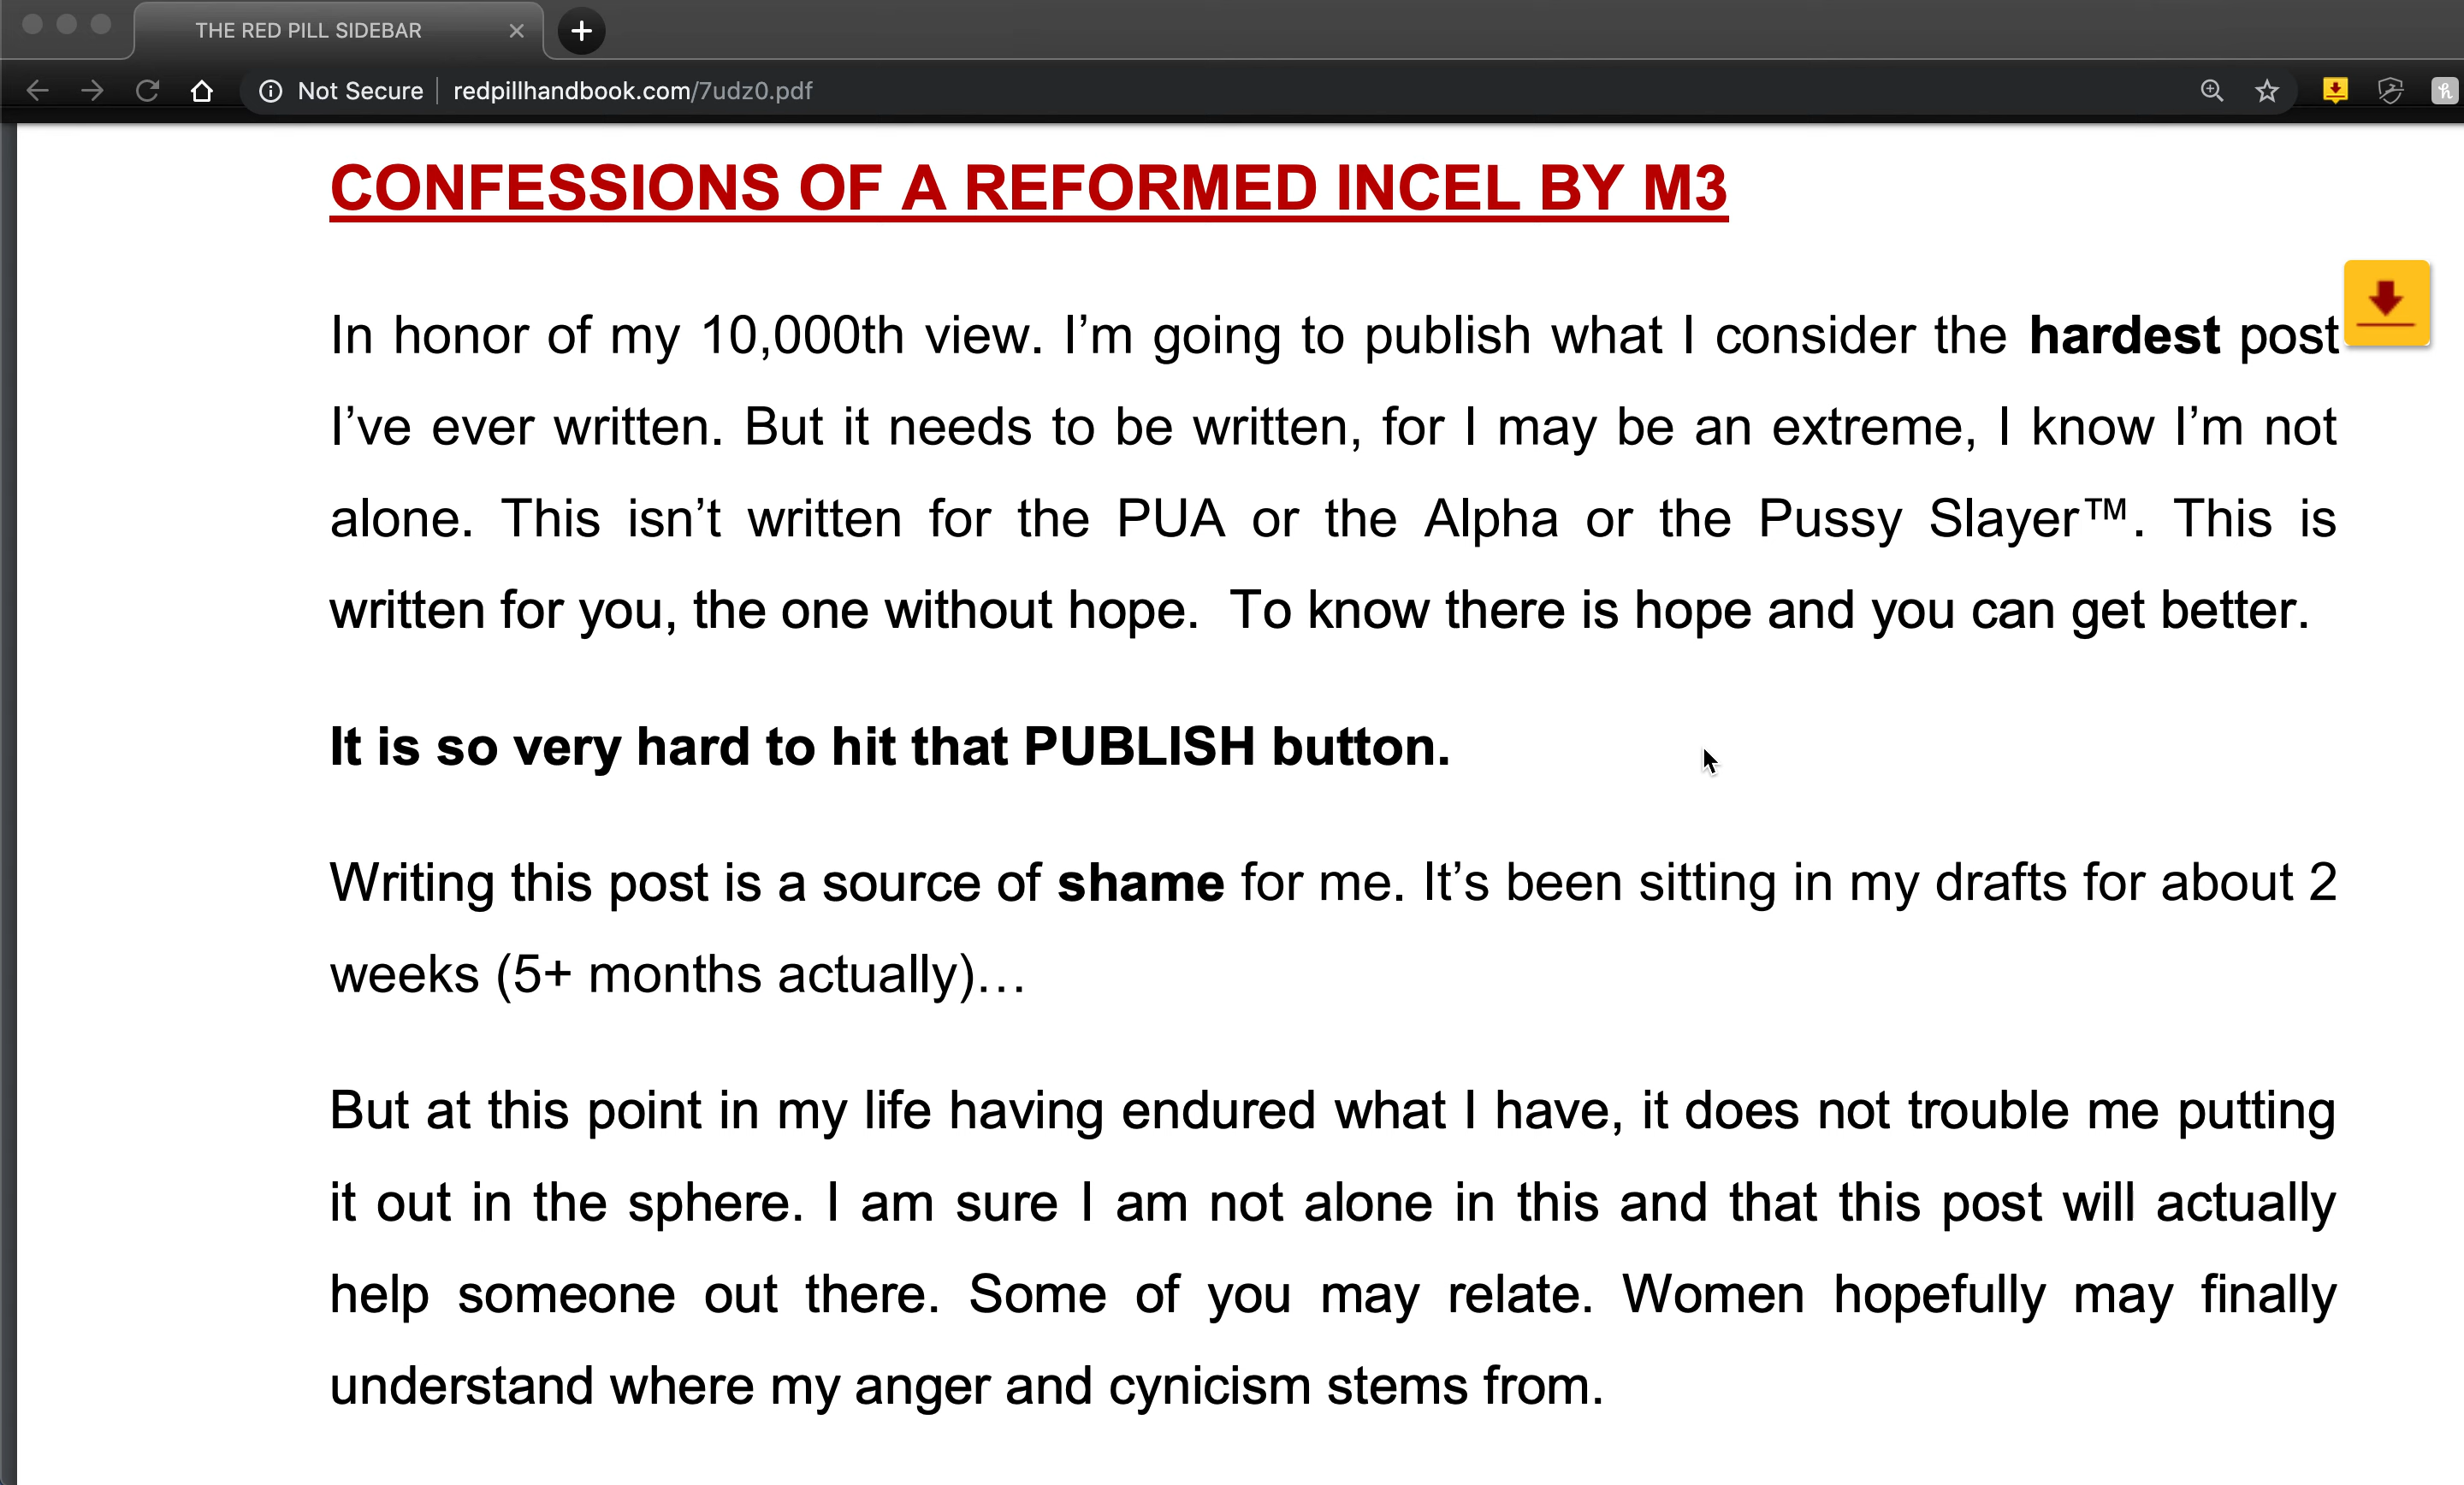 THE RED PILL SIDEBAR
Not Secure | redpillhandbook.com/7udz0.pdf
CONFESSIONS OF A REFORMED INCEL BY M3
In honor of my 10,000th view. I’m going to publish what I consider the hardest post
I’ve ever written. But it needs to be written, for I may be an extreme, I know I’m not
alone. This isn’t written for the PUA or the Alpha or the Pussy Slayer™. This is
written for you, the one without hope.  To know there is hope and you can get better.
It is so very hard to hit that PUBLISH button.
Writing this post is a source of shame for me. It’s been sitting in my drafts for about 2
weeks (5+ months actually)…
But at this point in my life having endured what I have, it does not trouble me putting
it out in the sphere. I am sure I am not alone in this and that this post will actually
help someone out there. Some of you may relate. Women hopefully may finally
understand where my anger and cynicism stems from.